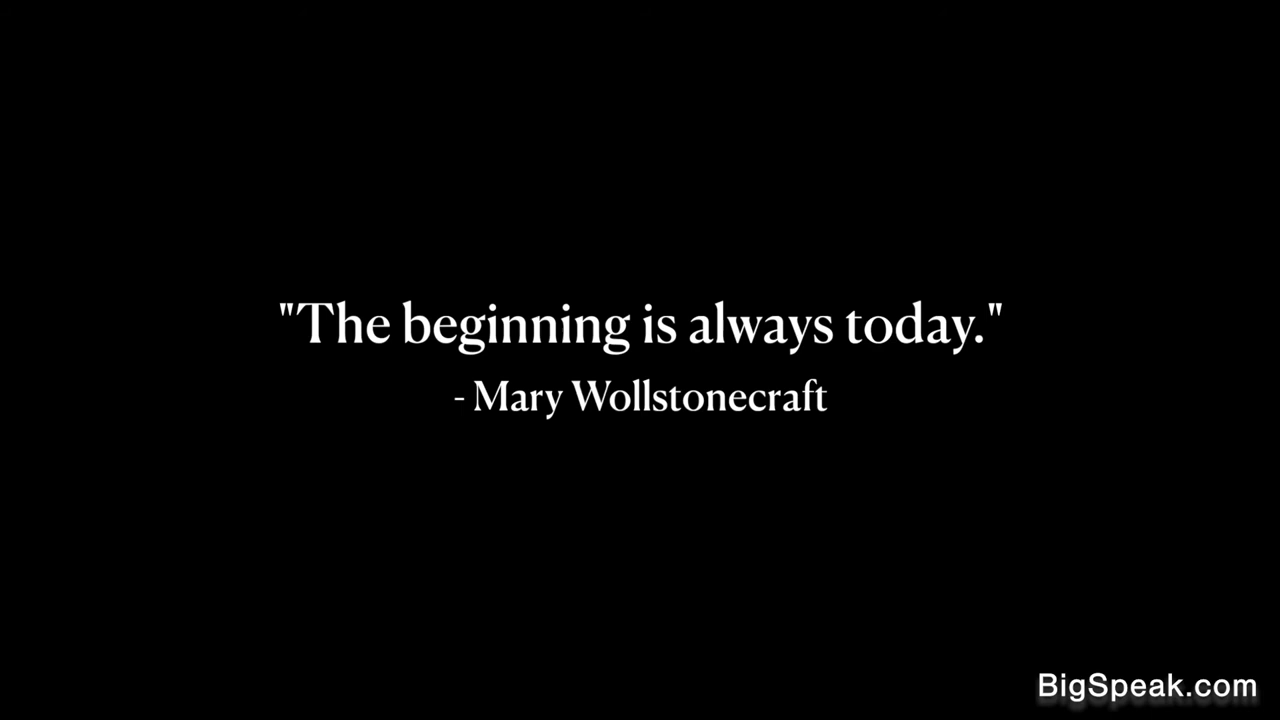 "The beginning is always today."
- Mary Wollstonecraft
BigSpeak.com